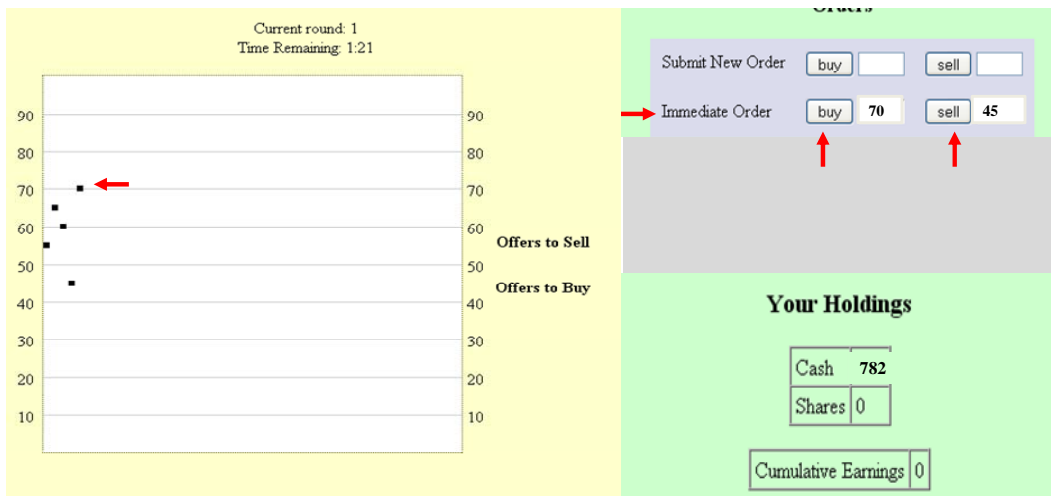 Current round: 1
Time Remaining: 1:21
90 90
80 80
70 70
60 60
Offers to Sell
50 50
Offers to Buy
40 40
30 30
20 20
10 10
Orders
Submit New Order buy sell
Immediate Order buy 70 sell 45
Your Holdings
Cash 782
Shares 0
Cumulative Earnings 0